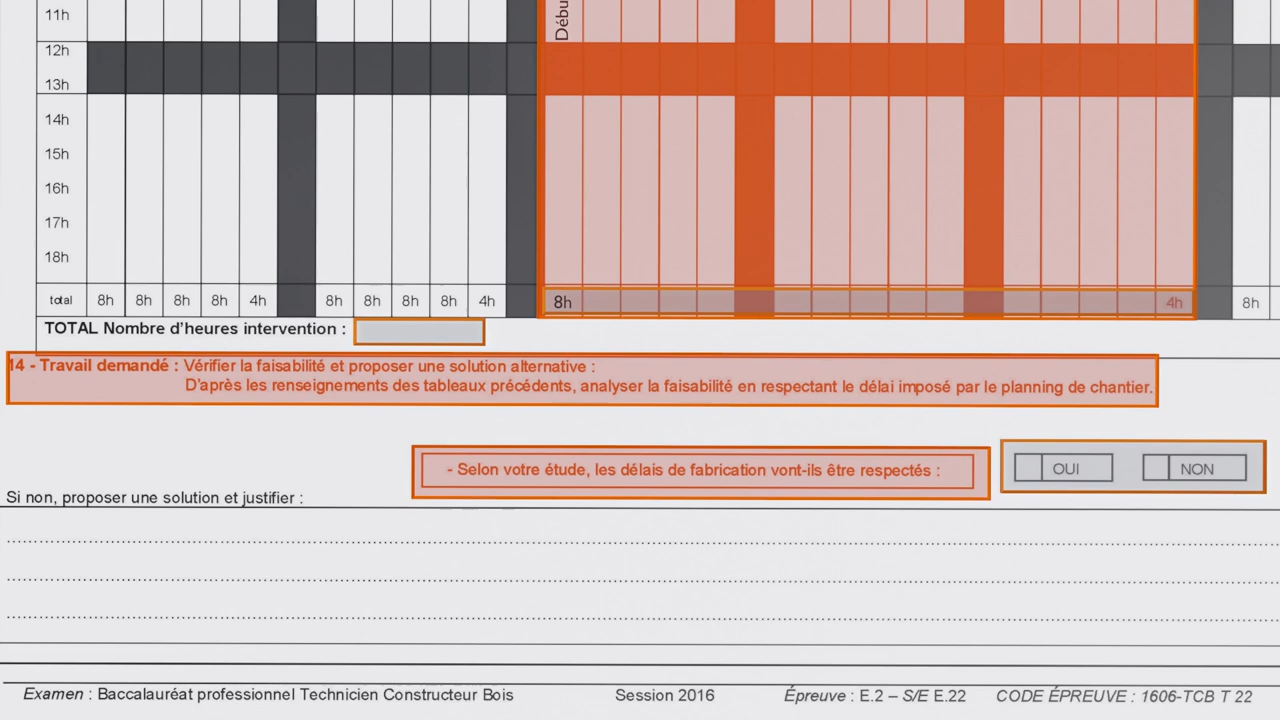 11h
Débu
12h
13h
14h
15h
16h
17h
18h
total 8h 8h 8h 8h 4h 8h 8h 8h 8h 4h 8h 4h 8h
TOTAL Nombre d'heures intervention :
14 - Travail demandé : Vérifier la faisabilité et proposer une solution alternative :
D'après les renseignements des tableaux précédents, analyser la faisabilité en respectant le délai imposé par le planning de chantier.
- Selon votre étude, les délais de fabrication vont-ils être respectés : OUI NON
Si non, proposer une solution et justifier :
Examen : Baccalauréat professionnel Technicien Constructeur Bois Session 2016 Épreuve : E.2 – S/E E.22 CODE ÉPREUVE : 1606-TCB T 22